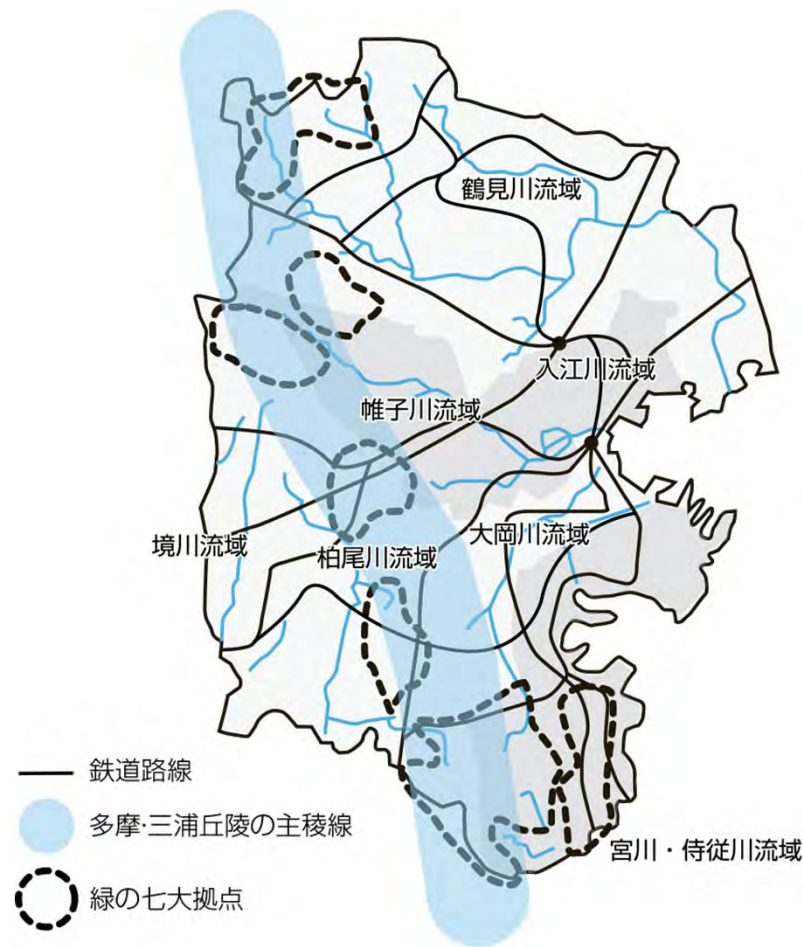 鶴見川流域
入江川流域
帷子川流域
大岡川流域
境川流域
柏尾川流域
鉄道路線
多摩・三浦丘陵の主稜線
宮川・侍従川流域
緑の七大拠点